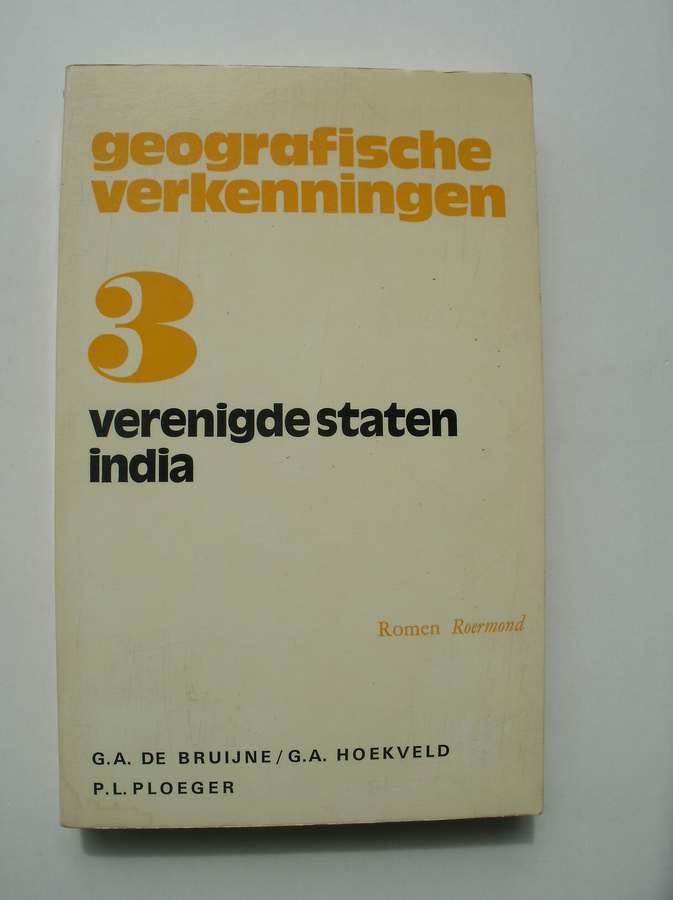 geografische
verkenningen
3
verenigde staten
india
Romen Roermond
G.A. DE BRUIJNE/G.A. HOEKVELD
P.L. PLOEGER